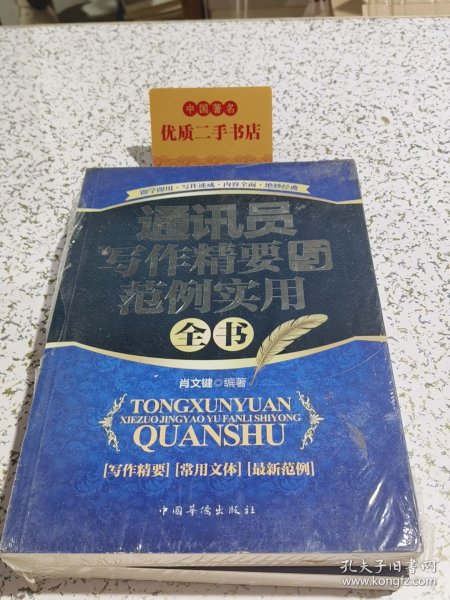 中国著名
优质二手书店
即学即用·写作速成·内容全面·绝妙经典
通讯员
写作精要与
范例实用
全书
肖文键◎编著
TONGXUNYUAN
XIEZUO JINGYAO YU FANLI SHIYONG
QUANSHU
[写作精要] [常用文体] [最新范例]
中国华侨出版社
孔夫子旧书网
www.kongfz.com